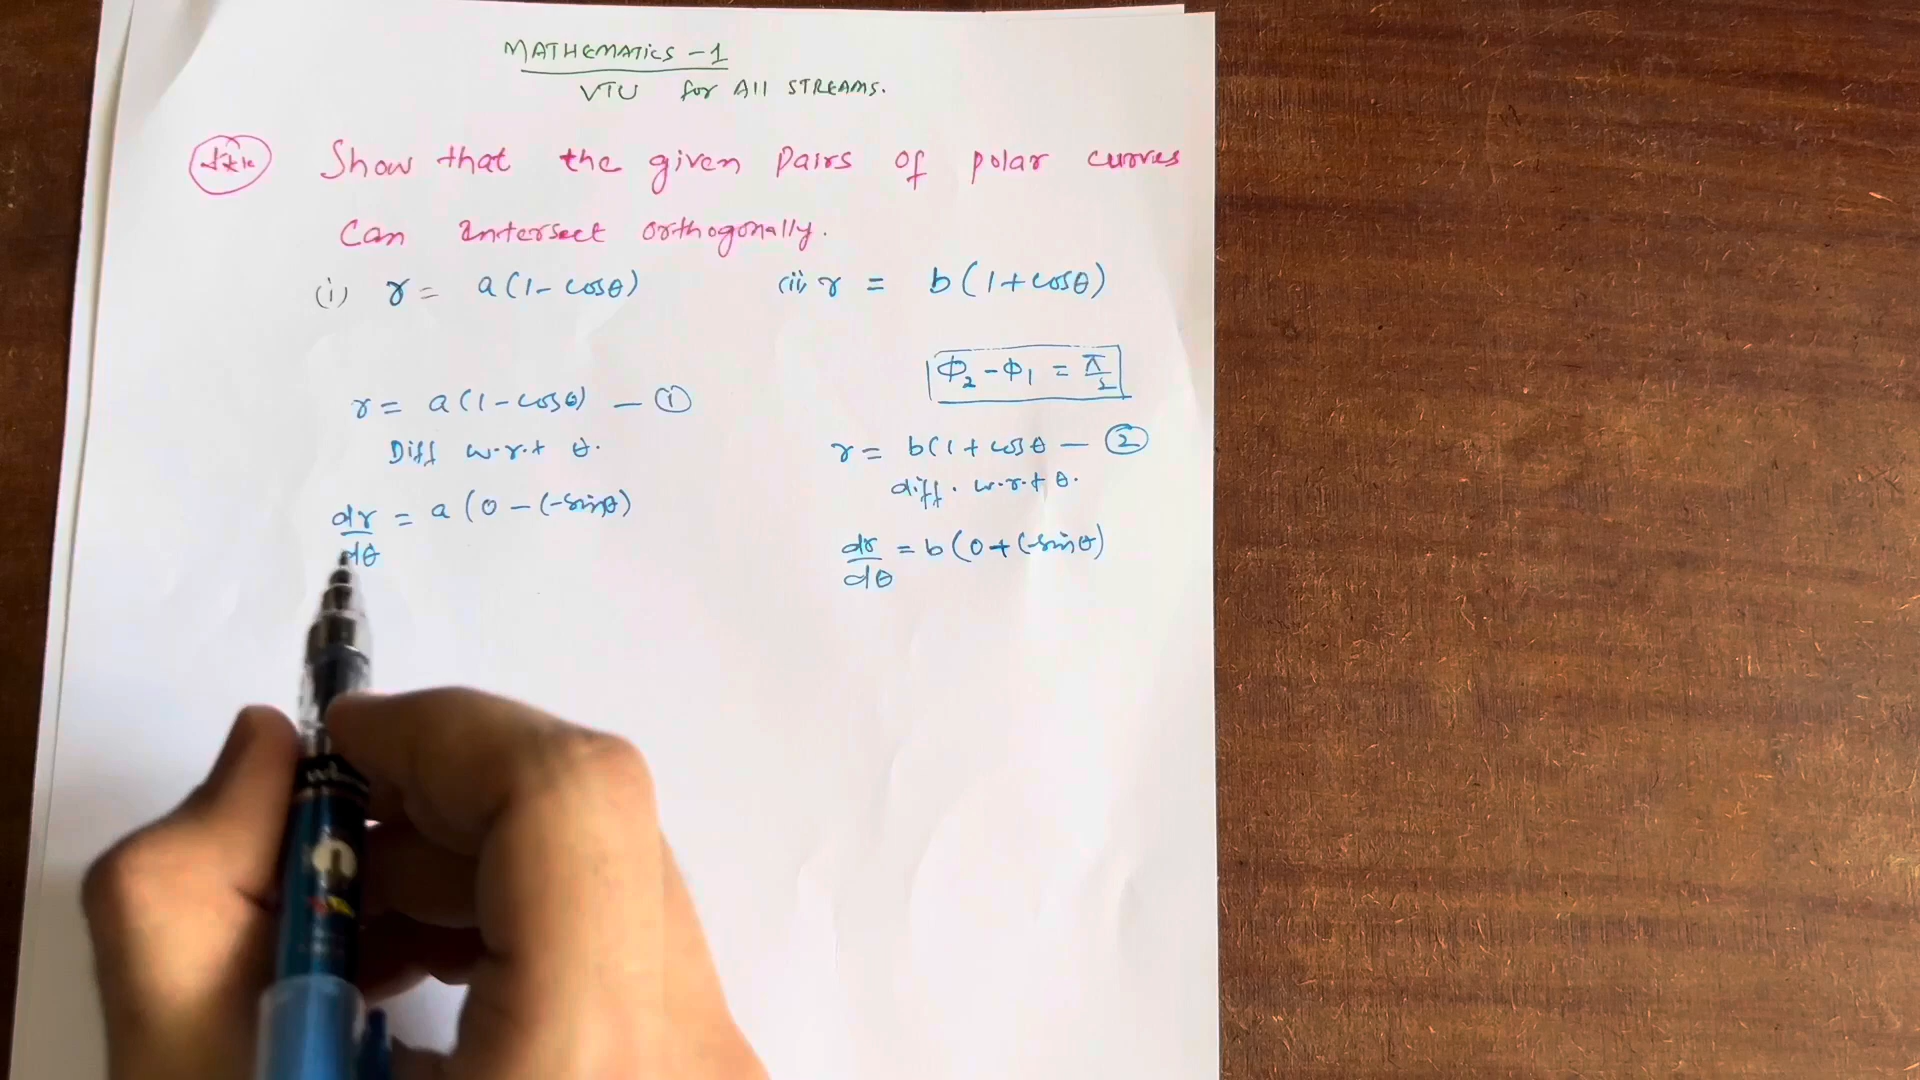 MATHEMATICS - 1
VTU for All STREAMS.
Show that the given Pairs of polar curves
Can intersect orthogonally.
(i) r = a(1 - cosθ)
(ii) r = b(1 + cosθ)
Φ₂ - Φ₁ = π/2
r = a(1 - cosθ) — ①
Diff w.r.t θ.
dr/dθ = a(0 - (-sinθ)
r = b(1 + cosθ — ②
diff. w.r.t θ.
dr/dθ = b(0 + (-sinθ)